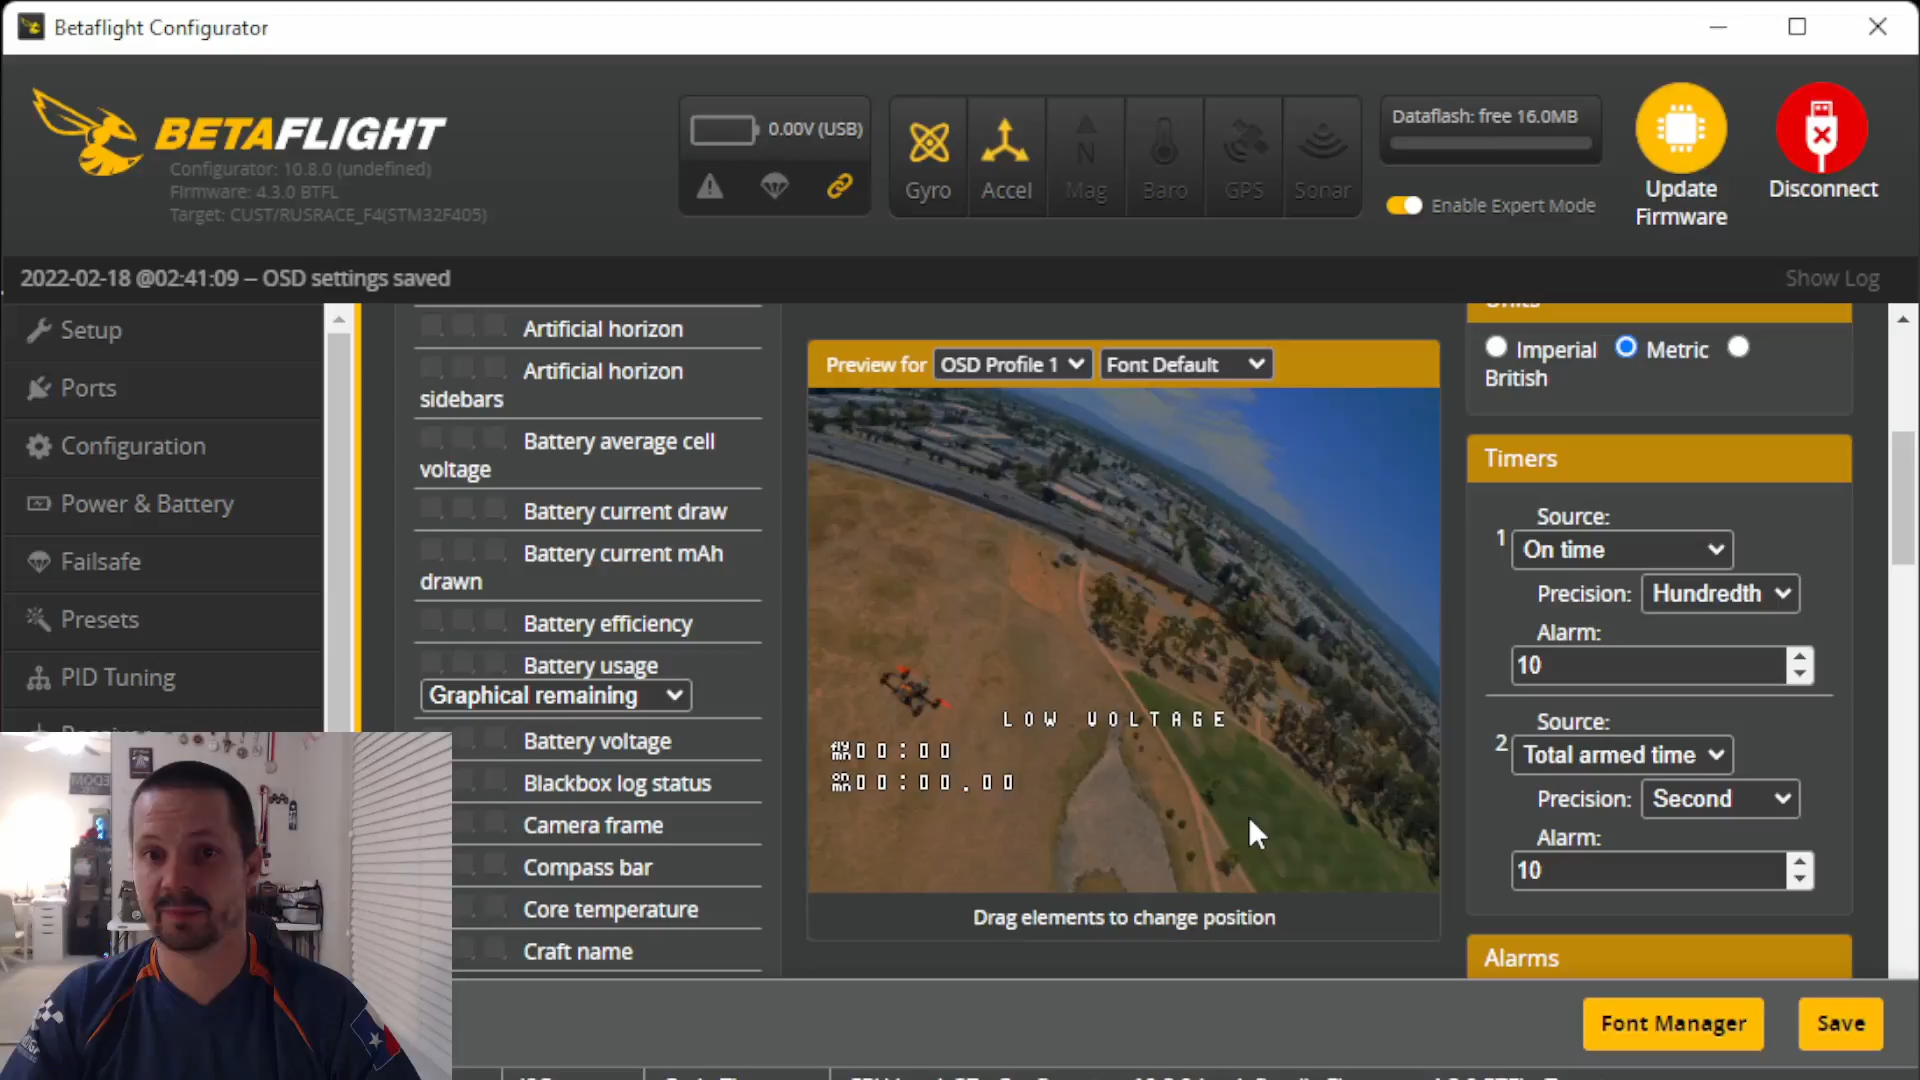 Betaflight Configurator
BETAFLIGHT
Configurator: 10.8.0 (undefined)
Firmware: 4.3.0 BTFL
Target: CUST/RUSRACE_F4(STM32F405)
0.00V (USB)
Gyro
Accel
Mag
Baro
GPS
Sonar
Dataflash: free 16.0MB
Enable Expert Mode
Update
Firmware
Disconnect
2022-02-18 @02:41:09 – OSD settings saved
Show Log
Setup
Ports
Configuration
Power & Battery
Failsafe
Presets
PID Tuning
Artificial horizon
Artificial horizon
sidebars
Battery average cell
voltage
Battery current draw
Battery current mAh
drawn
Battery efficiency
Battery usage
Graphical remaining
Battery voltage
Blackbox log status
Camera frame
Compass bar
Core temperature
Craft name
Preview for OSD Profile 1 Font Default
LOW VOLTAGE
00:00
00:00.00
Drag elements to change position
Units
Imperial Metric
British
Timers
Source:
1 On time
Precision: Hundredth
Alarm:
10
Source:
2 Total armed time
Precision: Second
Alarm:
10
Alarms
Font Manager
Save